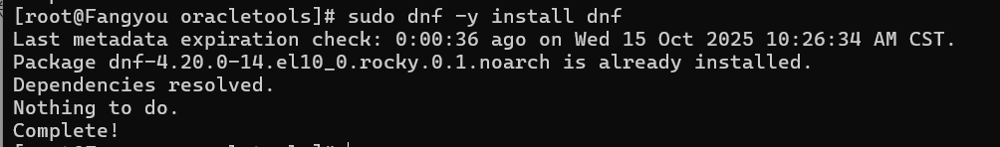 [root@Fangyou oracletools]# sudo dnf -y install dnf
Last metadata expiration check: 0:00:36 ago on Wed 15 Oct 2025 10:26:34 AM CST.
Package dnf-4.20.0-14.el10_0.rocky.0.1.noarch is already installed.
Dependencies resolved.
Nothing to do.
Complete!